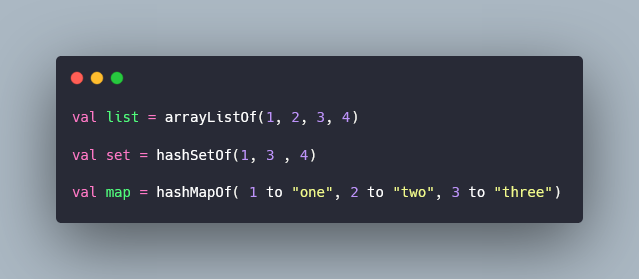 val list = arrayListOf(1, 2, 3, 4)
val set = hashSetOf(1, 3 , 4)
val map = hashMapOf( 1 to "one", 2 to "two", 3 to "three")